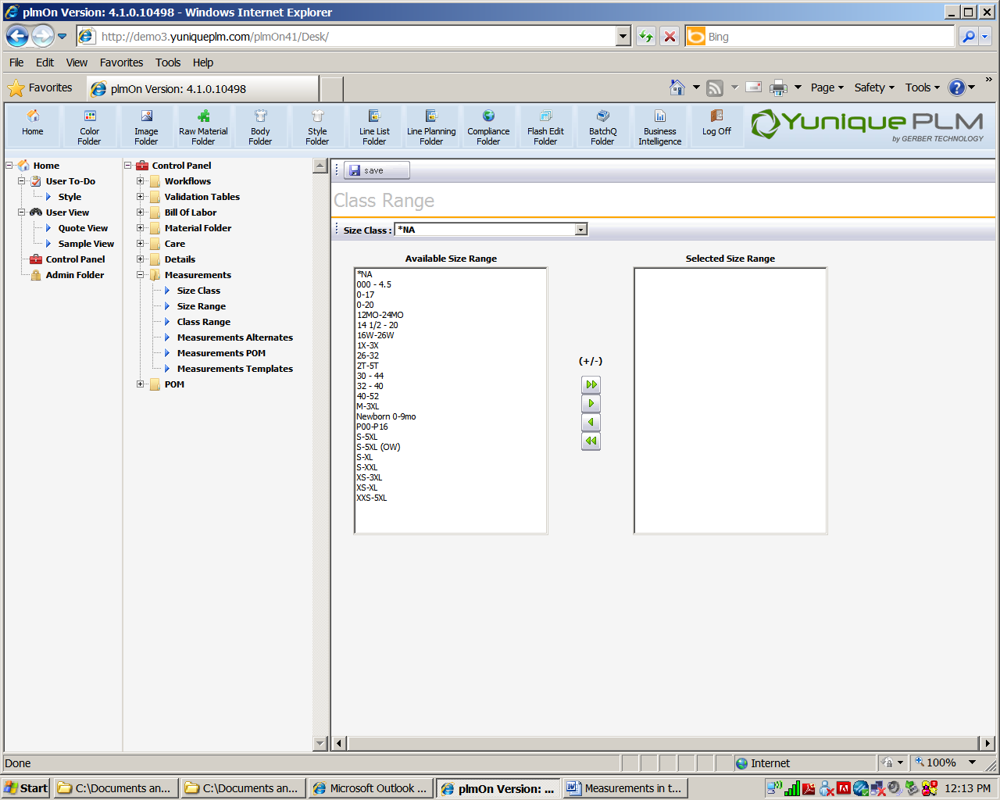 plmOn Version: 4.1.0.10498 - Windows Internet Explorer
http://demo3.yuniqueplm.com/plmOn41/Desk/
Bing
File Edit View Favorites Tools Help
Favorites
plmOn Version: 4.1.0.10498
Page Safety Tools
Home
Color Folder
Image Folder
Raw Material Folder
Body Folder
Style Folder
Line List Folder
Line Planning Folder
Compliance Folder
Flash Edit Folder
BatchQ Folder
Business Intelligence
Log Off
YuniquePLM
by GERBER TECHNOLOGY
Home
User To-Do
Style
User View
Quote View
Sample View
Control Panel
Admin Folder
Control Panel
Workflows
Validation Tables
Bill Of Labor
Material Folder
Care
Details
Measurements
Size Class
Size Range
Class Range
Measurements Alternates
Measurements POM
Measurements Templates
POM
save
Class Range
Size Class : *NA
Available Size Range
*NA
000 - 4.5
0-17
0-20
12MO-24MO
14 1/2 - 20
16W-26W
1X-3X
26-32
2T-5T
30 - 44
32 - 40
40-52
M-3XL
Newborn 0-9mo
P00-P16
S-5XL
S-5XL (OW)
S-XL
S-XXL
XS-3XL
XS-XL
XXS-5XL
(+/-)
Selected Size Range
Done
Internet
100%
Start
C:\Documents an...
C:\Documents an...
Microsoft Outlook ...
plmOn Version: ...
Measurements in t...
12:13 PM